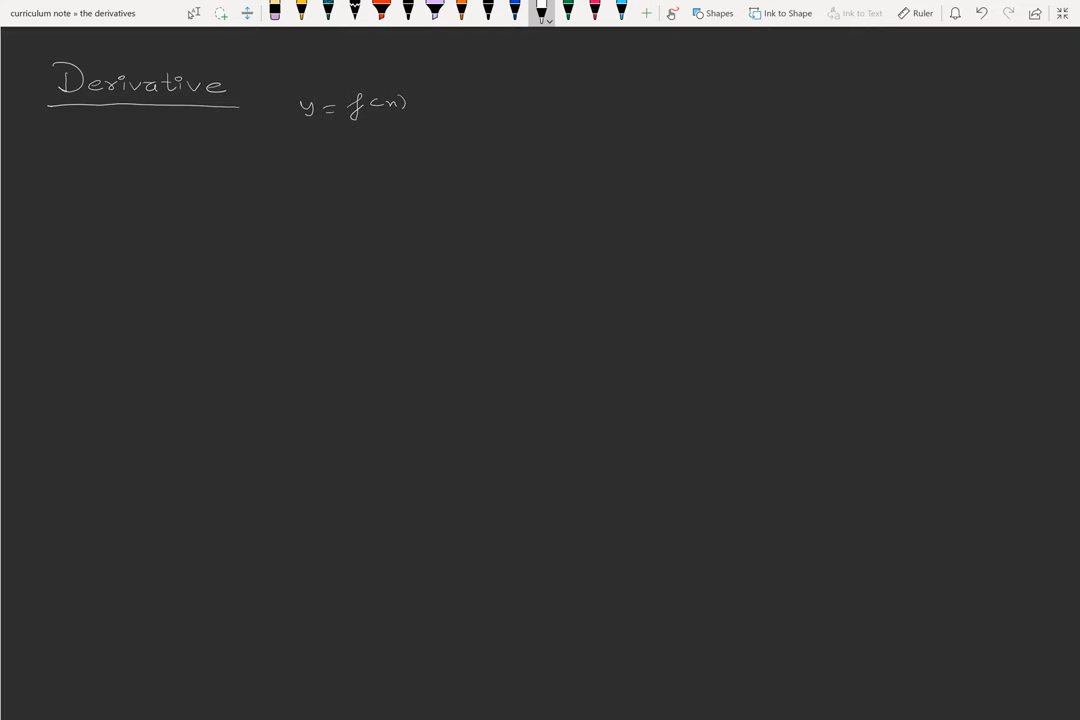 curriculum note » the derivatives
Shapes
Ink to Shape
Ink to Text
Ruler
Derivative
y = f(x)